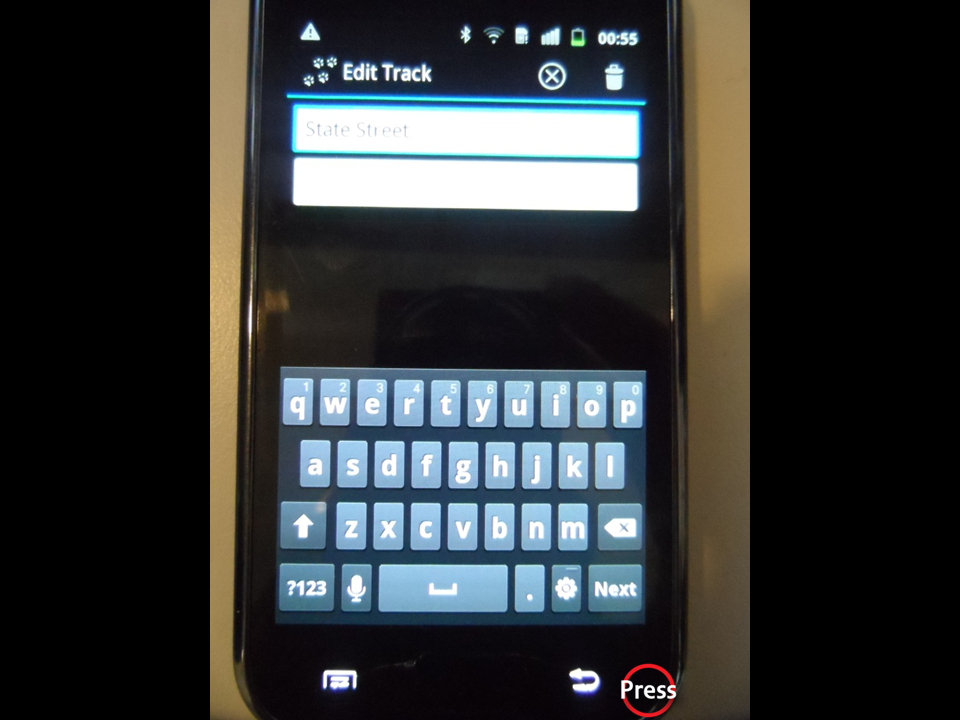 00:55
Edit Track
State Street
1 2 3 4 5 6 7 8 9 0
q w e r t y u i o p
a s d f g h j k l
z x c v b n m
?123 . Next
Press